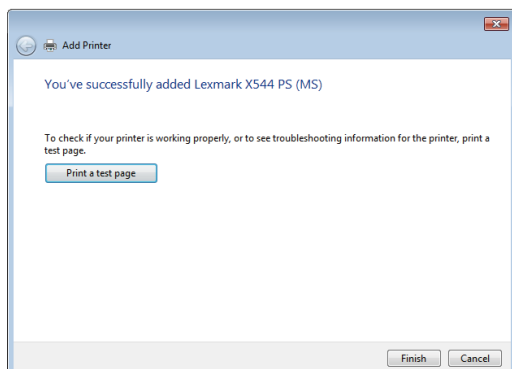 Add Printer
You've successfully added Lexmark X544 PS (MS)
To check if your printer is working properly, or to see troubleshooting information for the printer, print a
test page.
Print a test page
Finish Cancel